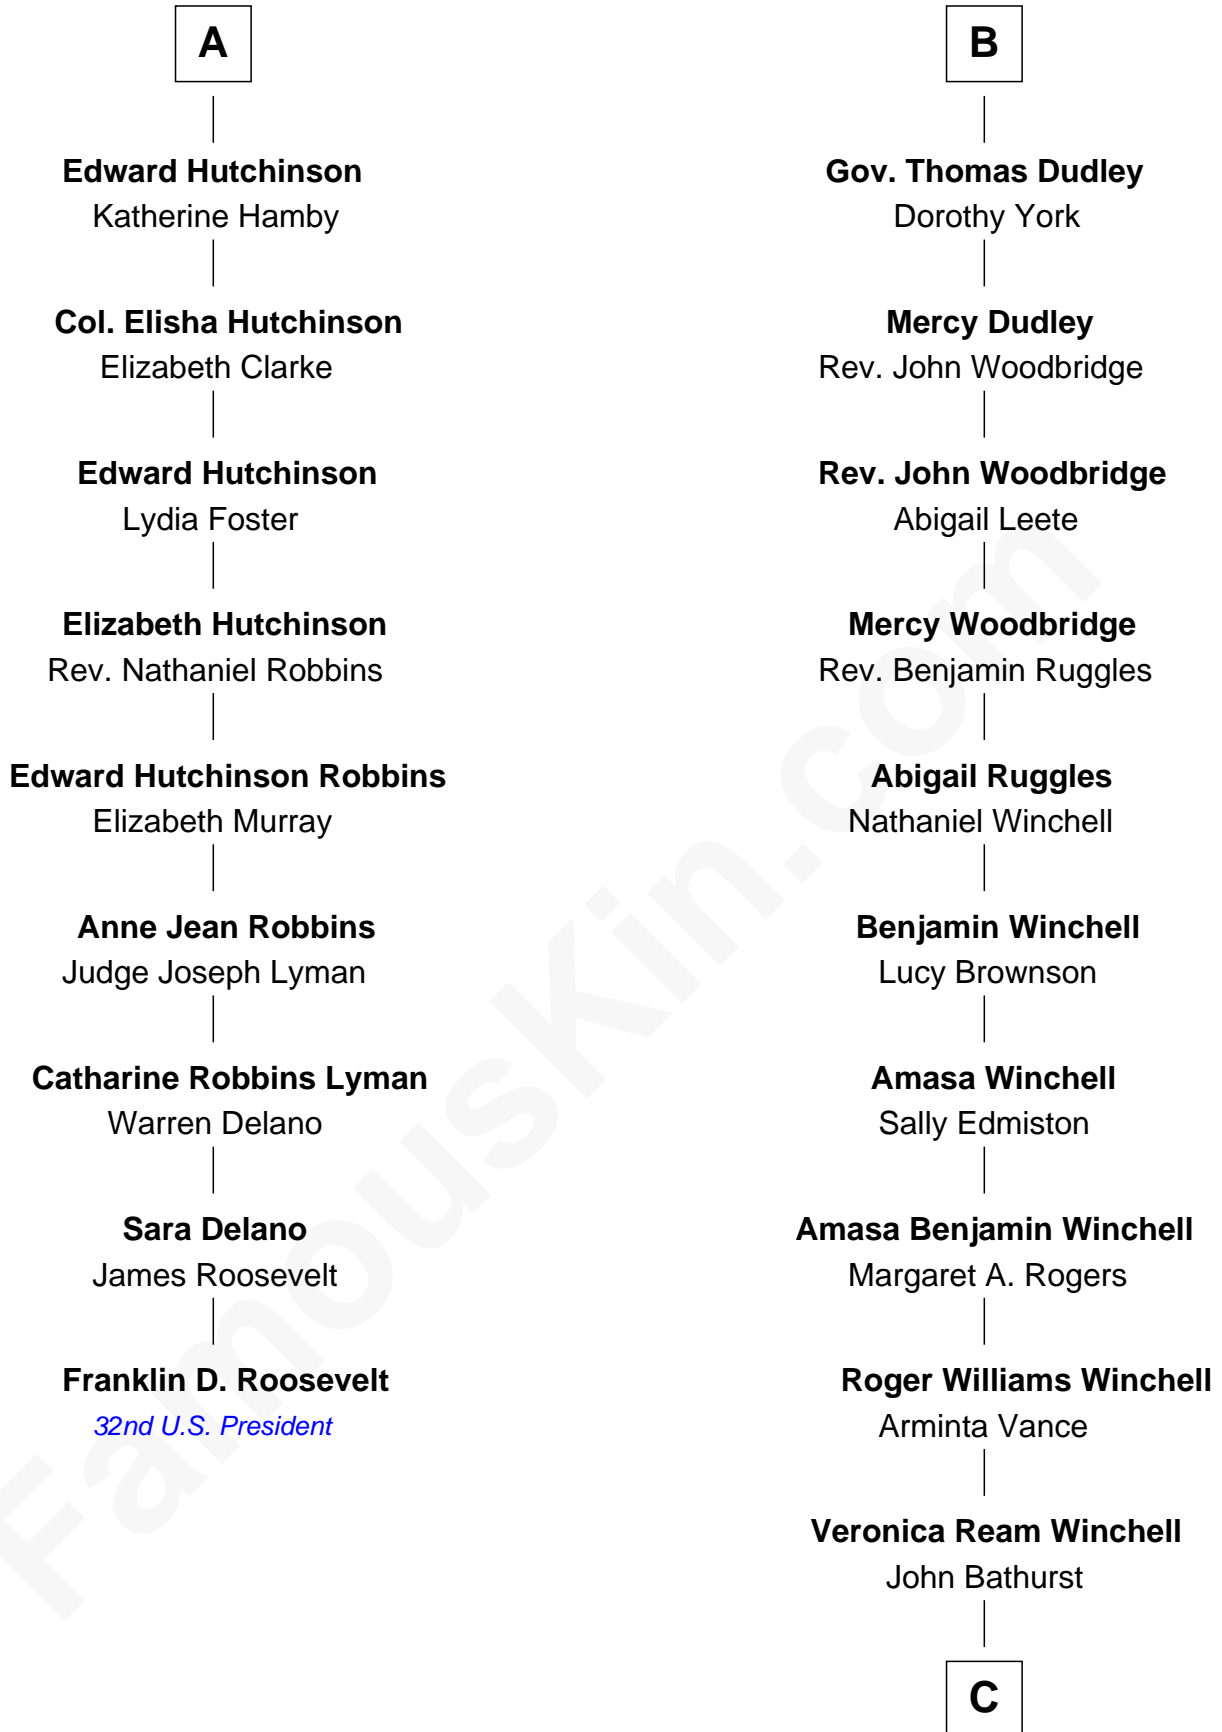 A
Edward Hutchinson
Katherine Hamby
Col. Elisha Hutchinson
Elizabeth Clarke
Edward Hutchinson
Lydia Foster
Elizabeth Hutchinson
Rev. Nathaniel Robbins
Edward Hutchinson Robbins
Elizabeth Murray
Anne Jean Robbins
Judge Joseph Lyman
Catharine Robbins Lyman
Warren Delano
Sara Delano
James Roosevelt
Franklin D. Roosevelt
32nd U.S. President
B
Gov. Thomas Dudley
Dorothy York
Mercy Dudley
Rev. John Woodbridge
Rev. John Woodbridge
Abigail Leete
Mercy Woodbridge
Rev. Benjamin Ruggles
Abigail Ruggles
Nathaniel Winchell
Benjamin Winchell
Lucy Brownson
Amasa Winchell
Sally Edmiston
Amasa Benjamin Winchell
Margaret A. Rogers
Roger Williams Winchell
Arminta Vance
Veronica Ream Winchell
John Bathurst
C
FamousKin.com